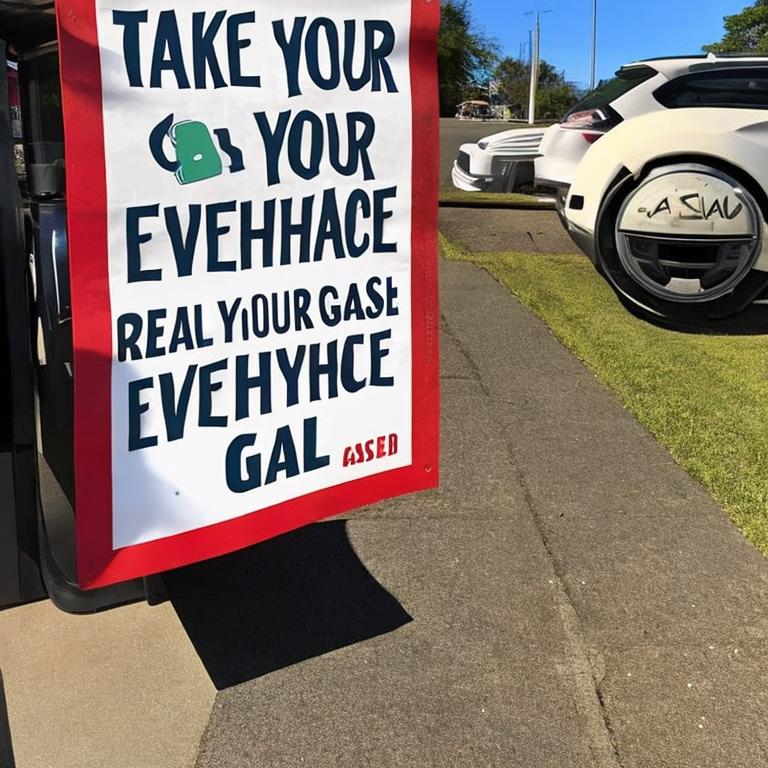 TAKE YOUR
YOUR
EVEHHACE
REAL YIOUR GASE
EVEHYHCE
GAL ASSED